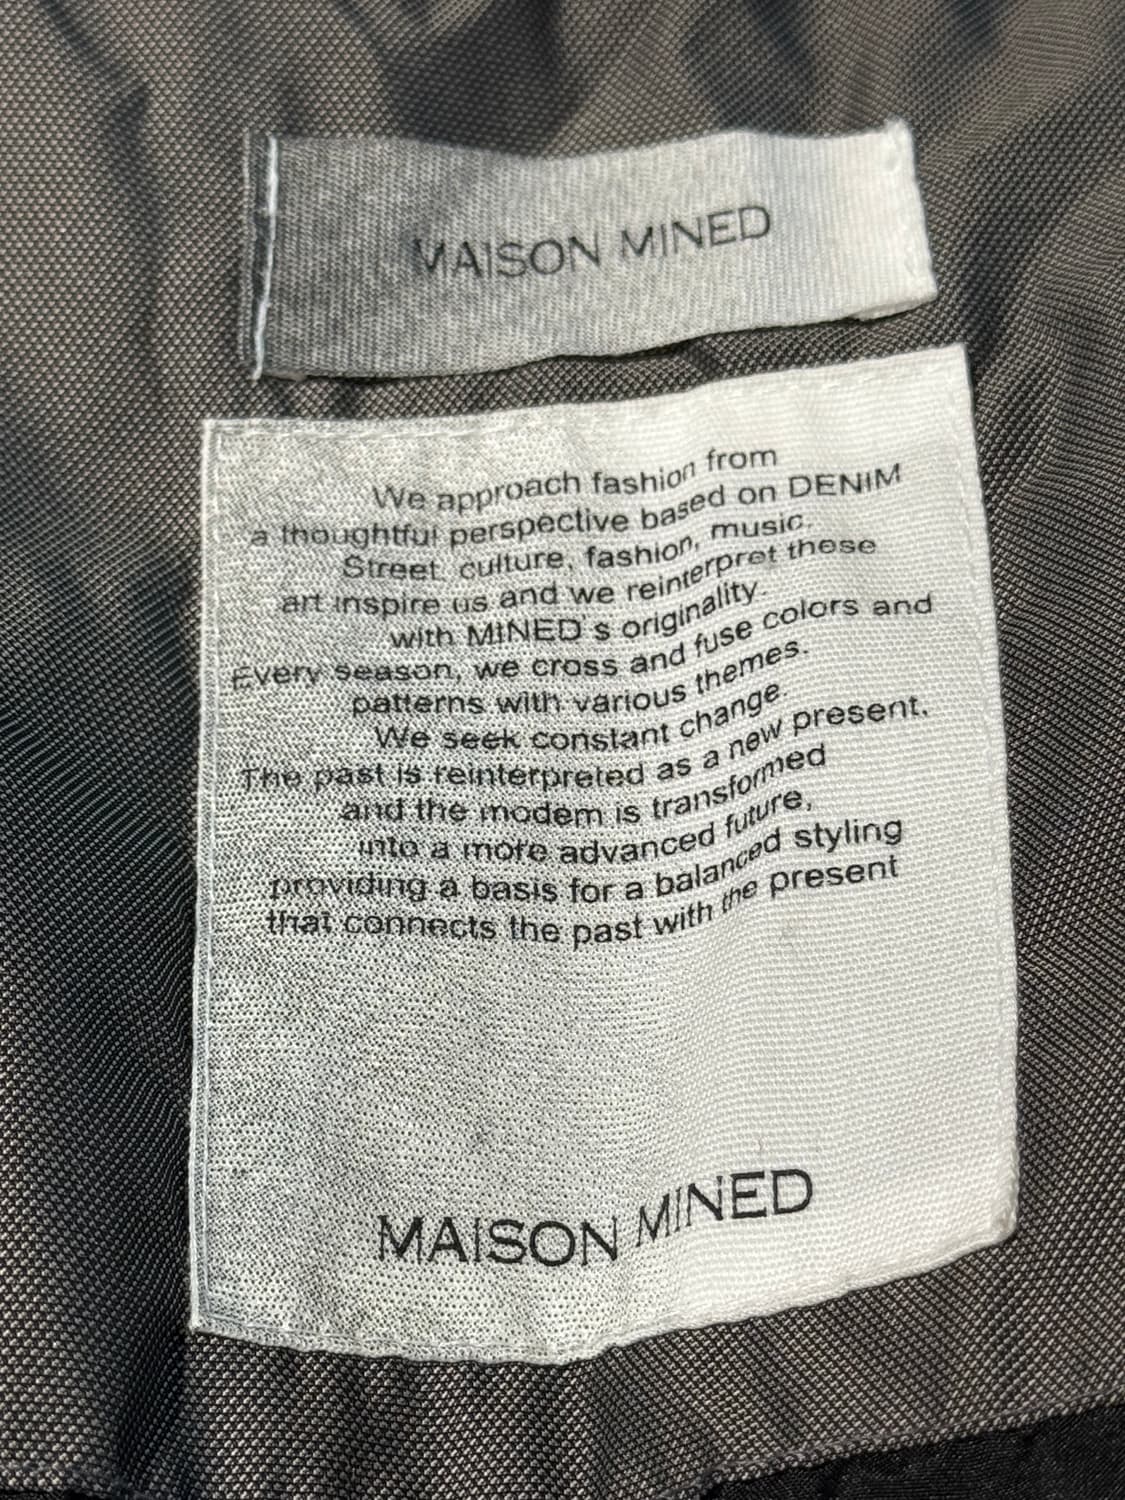 MAISON MINED
We approach fashion from
a thoughtful perspective based on DENIM
Street culture, fashion, music,
art inspire us and we reinterpret these
with MINED's originality.
Every season, we cross and fuse colors and
patterns with various themes.
We seek constant change.
The past is reinterpreted as a new present.
and the modem is transformed
into a more advanced future,
providing a basis for a balanced styling
that connects the past with the present
MAISON MINED